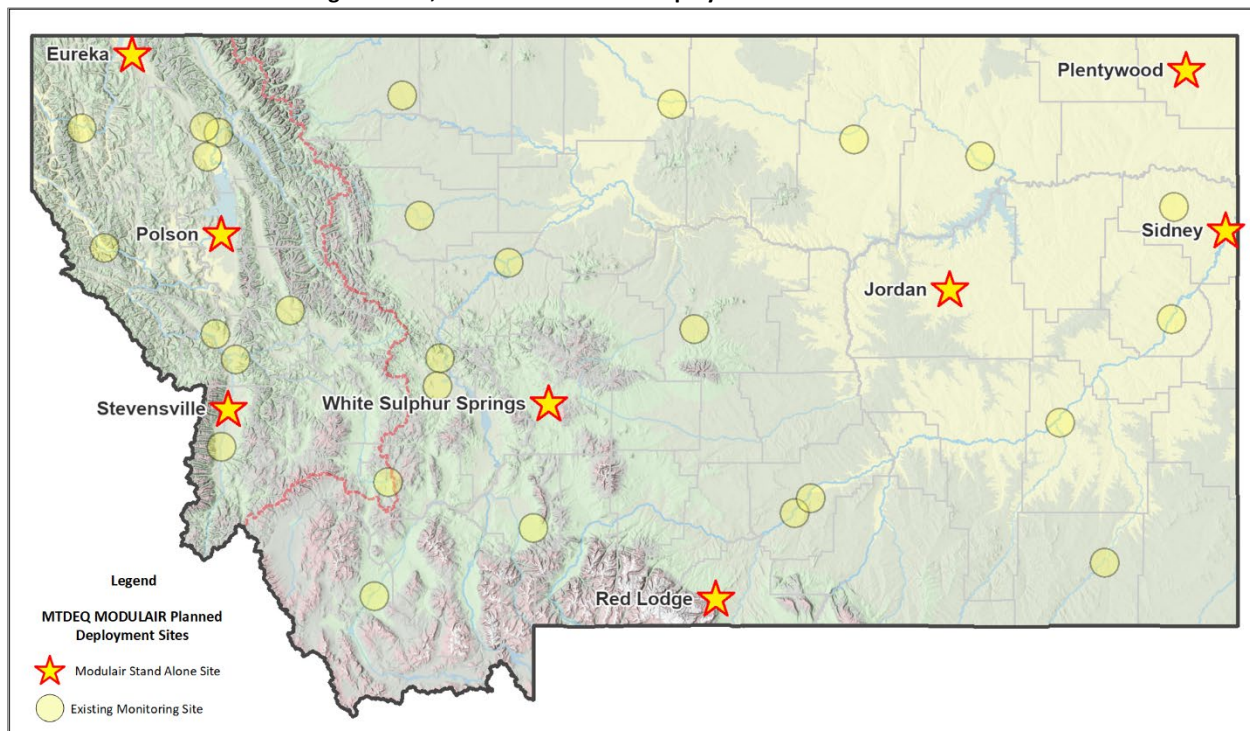 Eureka
Plentywood
Polson
Sidney
Jordan
Stevensville
White Sulphur Springs
Red Lodge
Legend
MTDEQ MODULAIR Planned
Deployment Sites
Modulair Stand Alone Site
Existing Monitoring Site